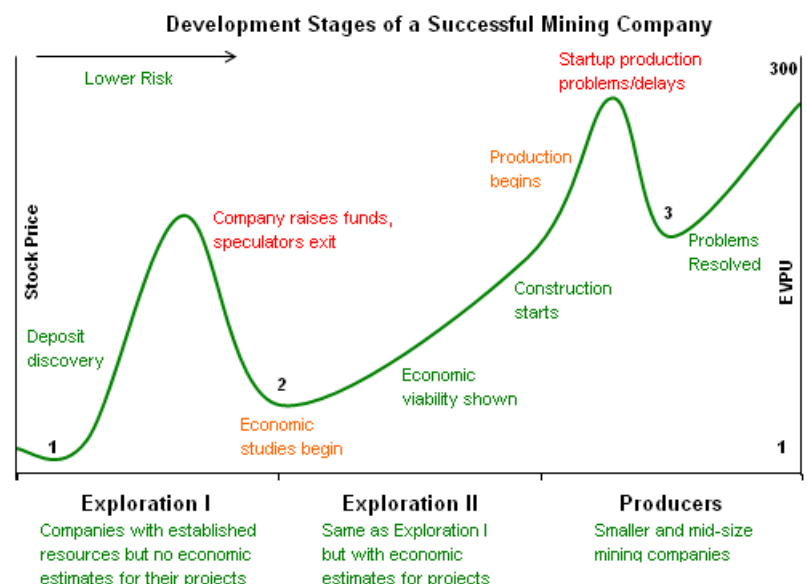 Development Stages of a Successful Mining Company
Lower Risk
Startup production
problems/delays
300
Production
begins
Company raises funds,
speculators exit
3
Problems
Resolved
Stock Price
EVPU
Construction
starts
Deposit
discovery
2
Economic
viability shown
Economic
studies begin
1
1
Exploration I
Companies with established
resources but no economic
estimates for their projects
Exploration II
Same as Exploration I
but with economic
estimates for projects
Producers
Smaller and mid-size
mining companies